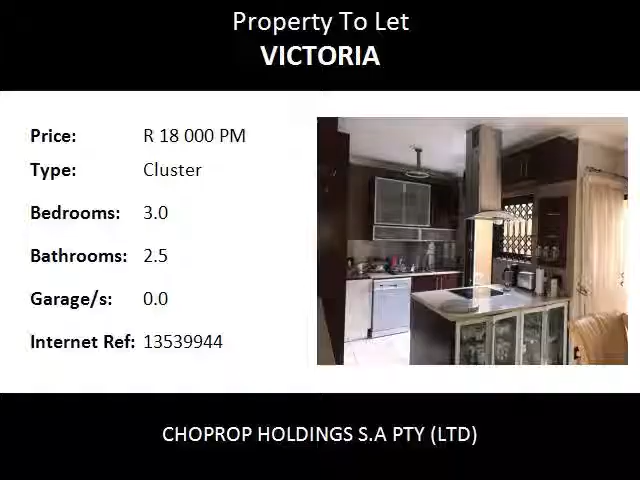 Property To Let
VICTORIA
Price: R 18 000 PM
Type: Cluster
Bedrooms: 3.0
Bathrooms: 2.5
Garage/s: 0.0
Internet Ref: 13539944
CHOPROP HOLDINGS S.A PTY (LTD)